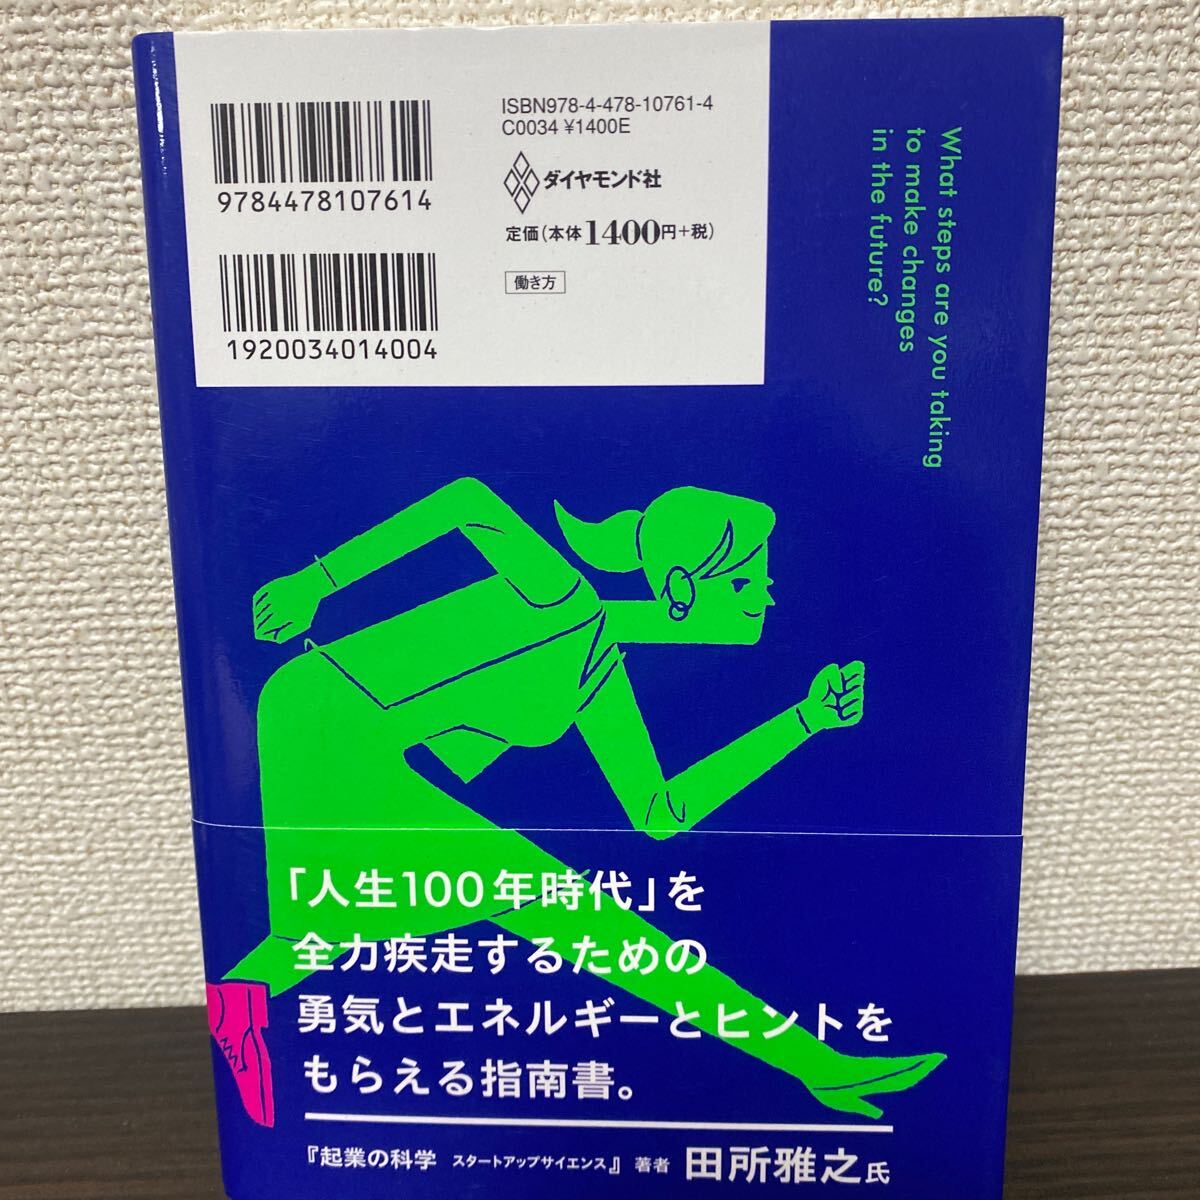 ISBN978-4-478-10761-4
C0034 ¥1400E
ダイヤモンド社
定価(本体1400円+税)
働き方
9784478107614
1920034014004
What steps are you taking
to make changes
in the future?
「人生100年時代」を
全力疾走するための
勇気とエネルギーとヒントを
もらえる指南書。
『起業の科学 スタートアップサイエンス』著者 田所雅之氏